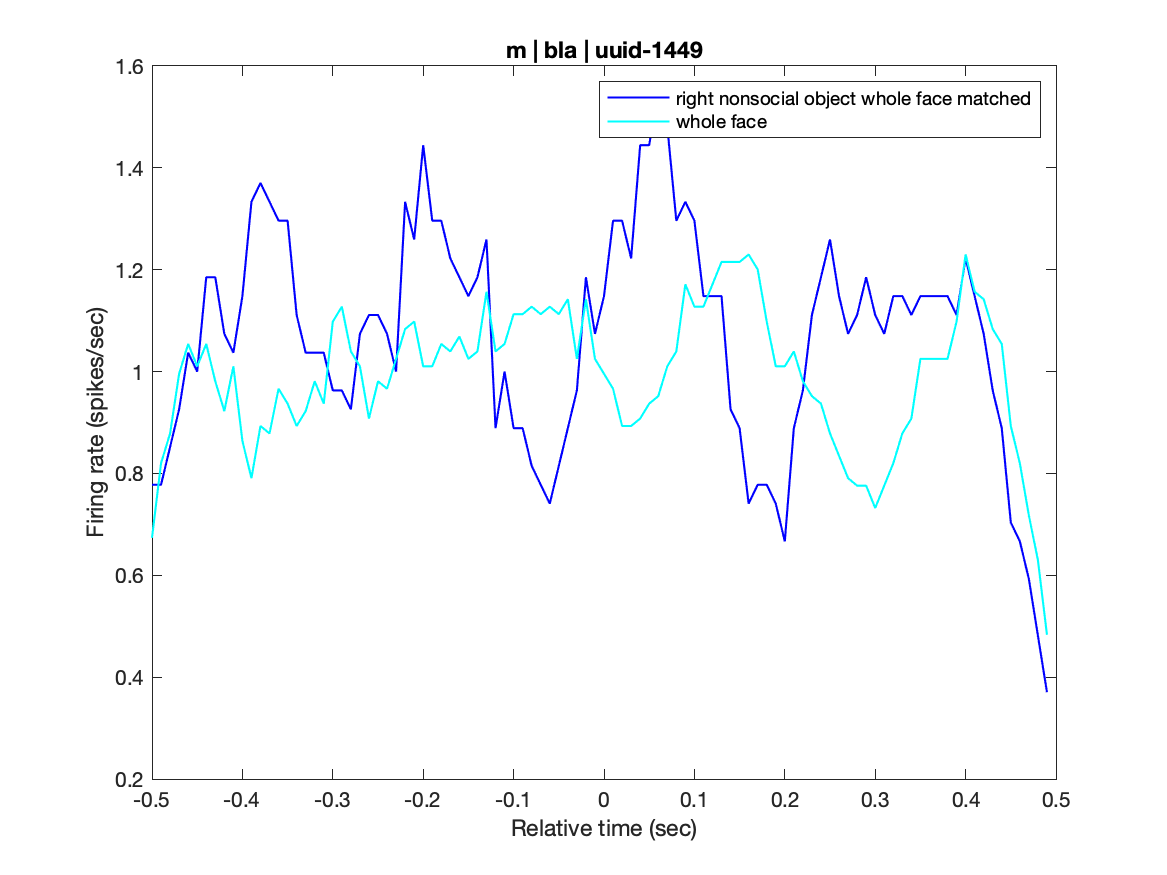 m | bla | uuid-1449
right nonsocial object whole face matched
whole face
Firing rate (spikes/sec)
1.6
1.4
1.2
1
0.8
0.6
0.4
0.2
-0.5 -0.4 -0.3 -0.2 -0.1 0 0.1 0.2 0.3 0.4 0.5
Relative time (sec)